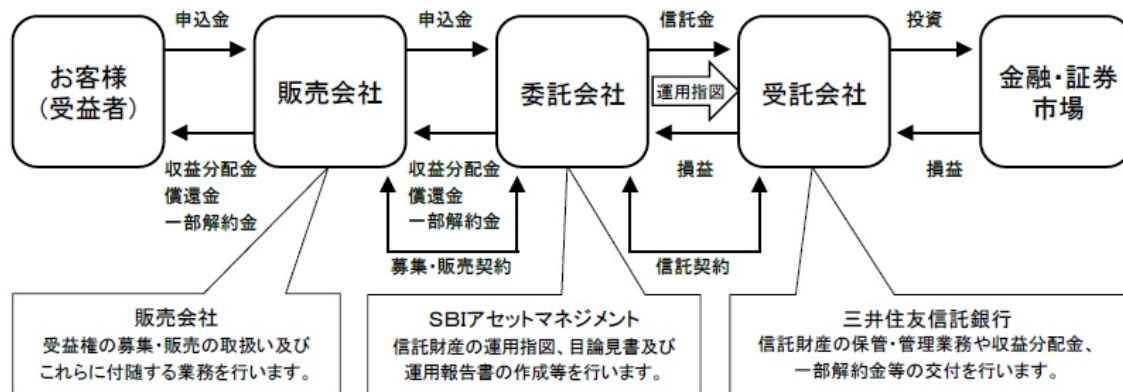 申込金
申込金
信託金
投資
お客様
(受益者)
販売会社
委託会社
運用指図
受託会社
金融・証券
市場
収益分配金
償還金
一部解約金
収益分配金
償還金
一部解約金
損益
損益
募集・販売契約
信託契約
販売会社
受益権の募集・販売の取扱い及び
これらに付随する業務を行います。
SBIアセットマネジメント
信託財産の運用指図、目論見書及び
運用報告書の作成等を行います。
三井住友信託銀行
信託財産の保管・管理業務や収益分配金、
一部解約金等の交付を行います。